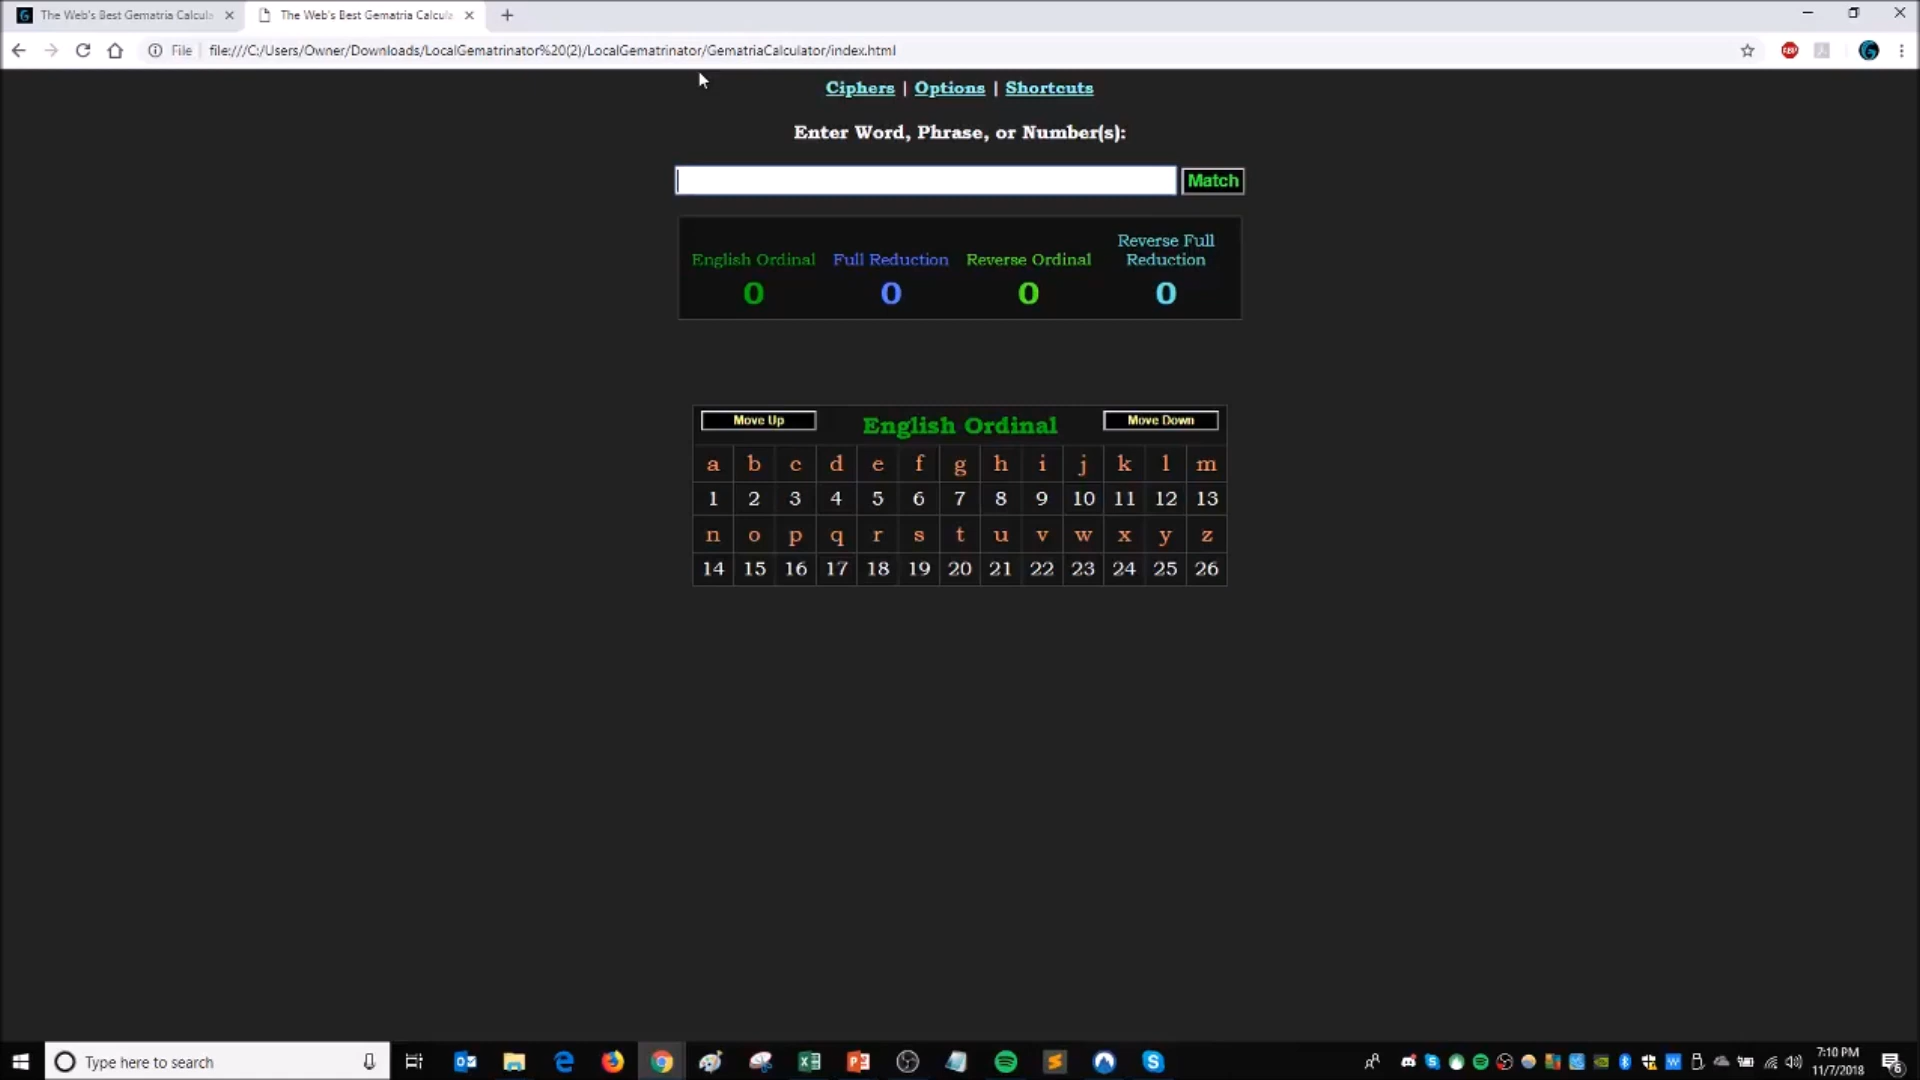 The Web's Best Gematria Calcula
The Web's Best Gematria Calcula
File file:///C:/Users/Owner/Downloads/LocalGematrinator%20(2)/LocalGematrinator/GematriaCalculator/index.html
Ciphers | Options | Shortcuts
Enter Word, Phrase, or Number(s):
Match
English Ordinal Full Reduction Reverse Ordinal Reverse Full Reduction
0 0 0 0
Move Up English Ordinal Move Down
a b c d e f g h i j k l m
1 2 3 4 5 6 7 8 9 10 11 12 13
n o p q r s t u v w x y z
14 15 16 17 18 19 20 21 22 23 24 25 26
Type here to search
7:10 PM
11/7/2018